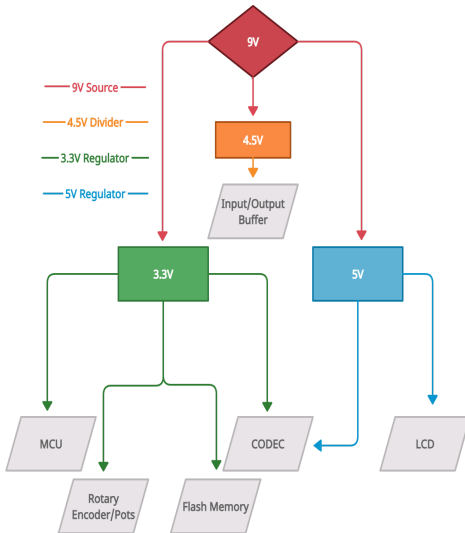 9V
9V Source
4.5V Divider
3.3V Regulator
5V Regulator
4.5V
Input/Output
Buffer
3.3V
5V
MCU
CODEC
LCD
Rotary
Encoder/Pots
Flash Memory